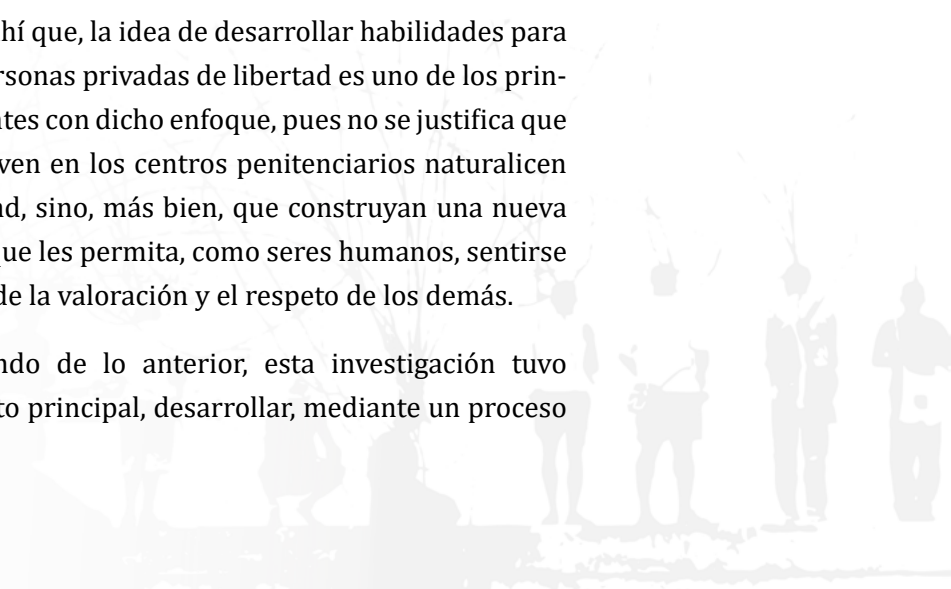 hí que, la idea de desarrollar habilidades para
rsonas privadas de libertad es uno de los prin-
ntes con dicho enfoque, pues no se justifica que
ven en los centros penitenciarios naturalicen
nd, sino, más bien, que construyan una nueva
que les permita, como seres humanos, sentirse
de la valoración y el respeto de los demás.
ndo de lo anterior, esta investigación tuvo
to principal, desarrollar, mediante un proceso